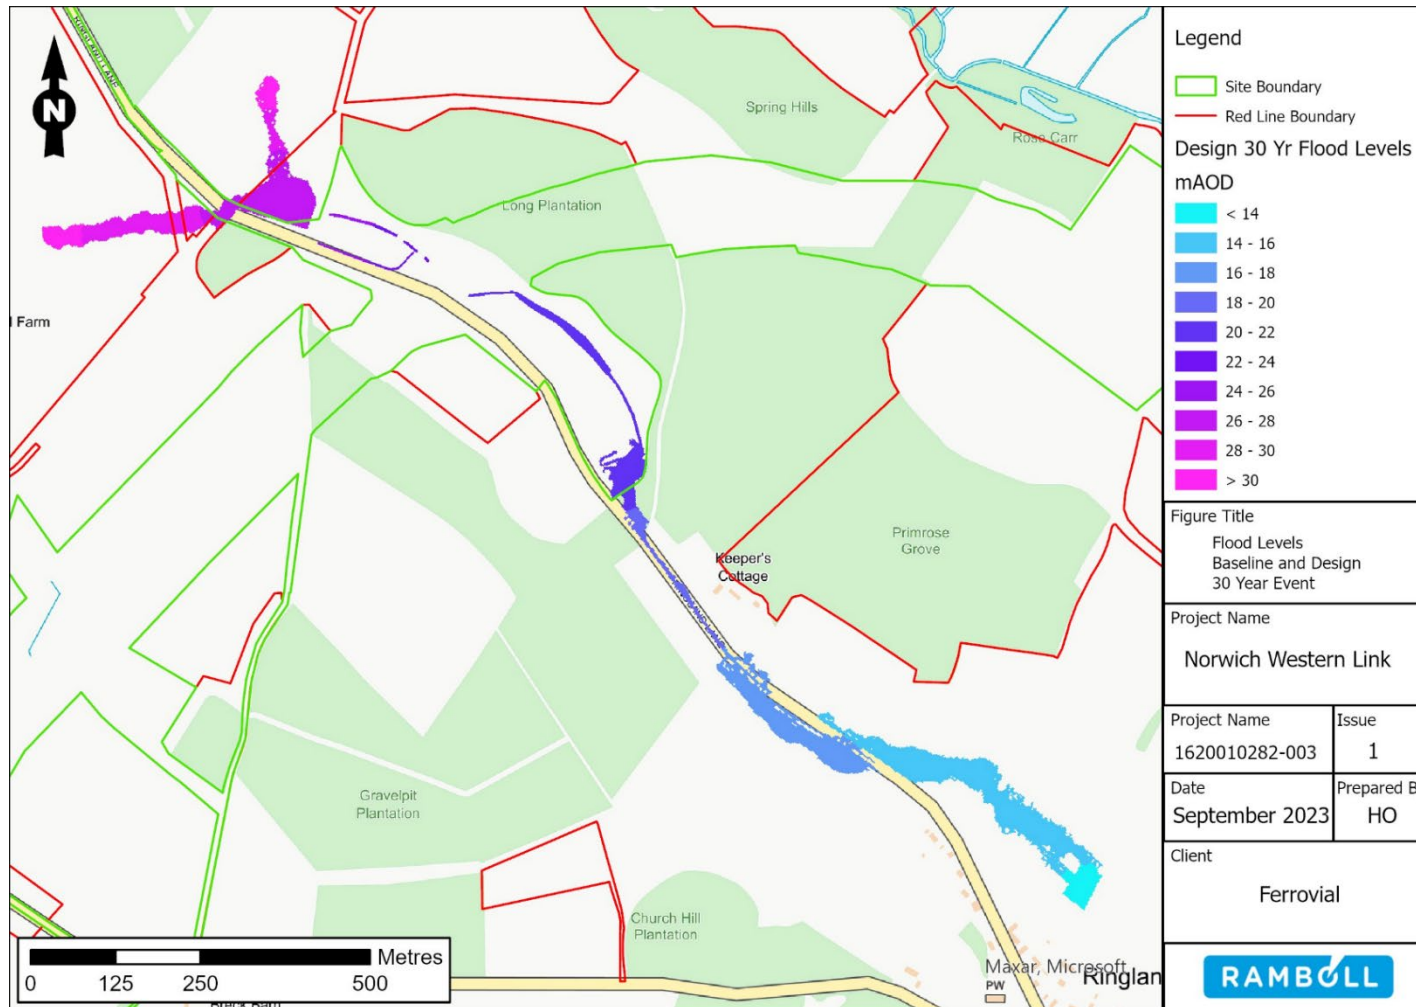 N
Spring Hills
Rose Carr
Long Plantation
l Farm
Keeper's
Cottage
Primrose
Grove
Gravelpit
Plantation
Church Hill
Plantation
Maxar, Microsoft
PW
Ringlan
Metres
0 125 250 500
Legend
Site Boundary
Red Line Boundary
Design 30 Yr Flood Levels
mAOD
< 14
14 - 16
16 - 18
18 - 20
20 - 22
22 - 24
24 - 26
26 - 28
28 - 30
> 30
Figure Title
Flood Levels
Baseline and Design
30 Year Event
Project Name
Norwich Western Link
Project Name
1620010282-003
Issue
1
Date
September 2023
Prepared B
HO
Client
Ferrovial
RAMBOLL